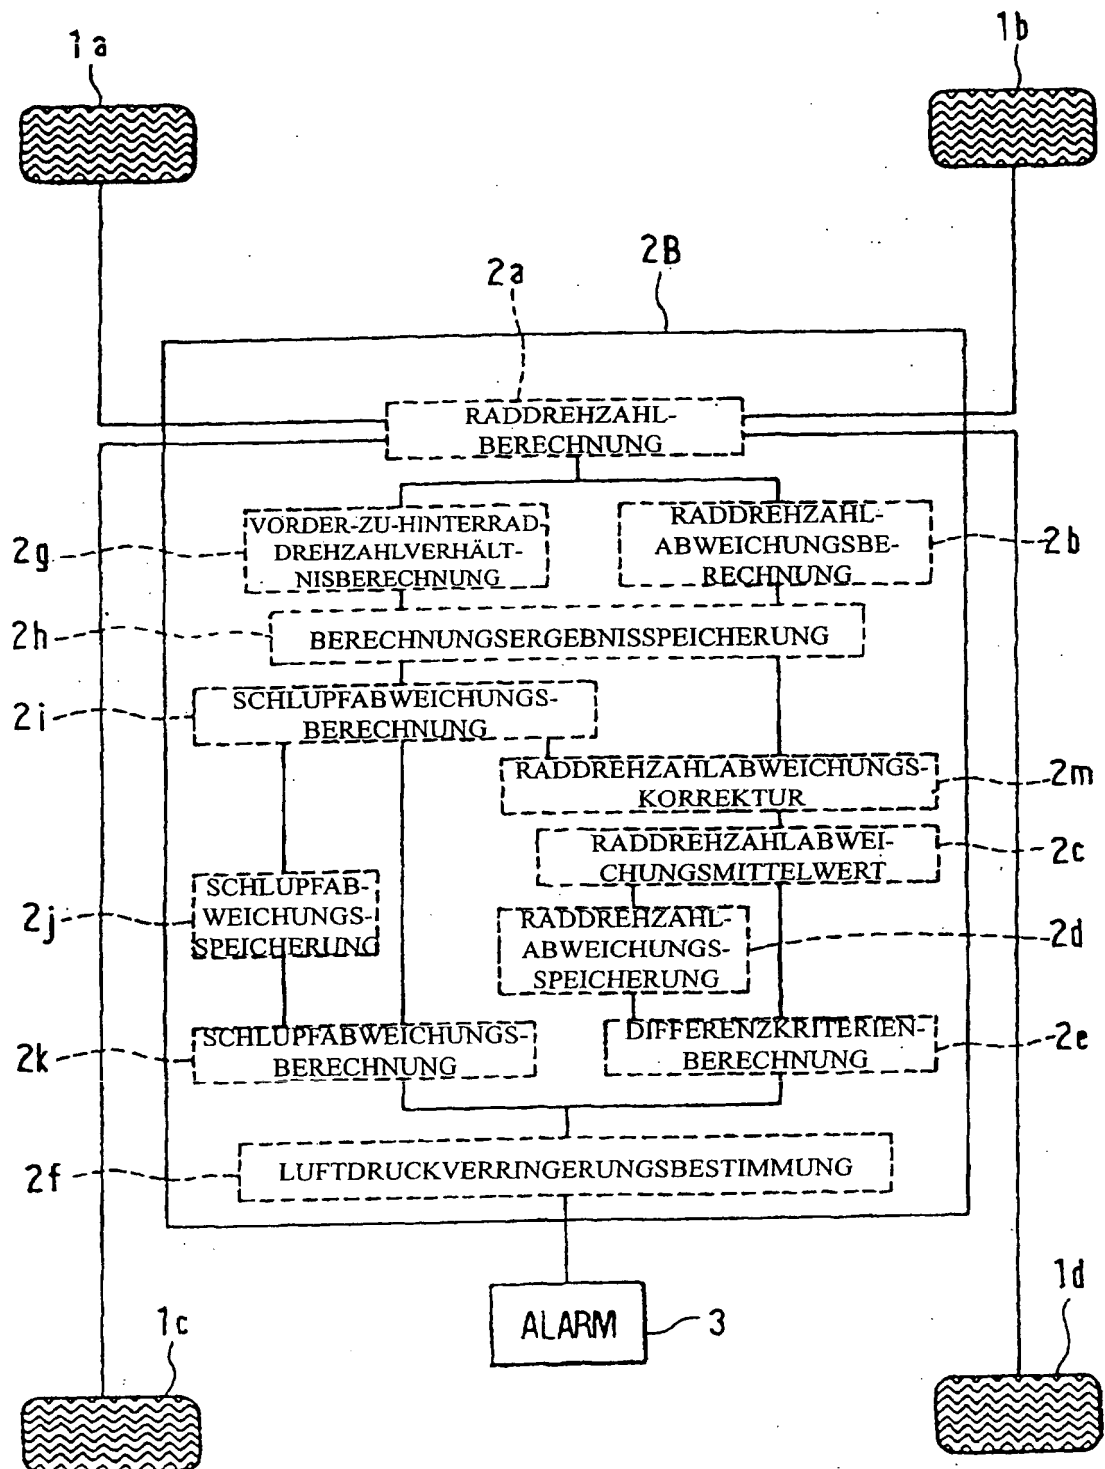 1a
1b
2B
2a
RADDREHZAHL-
BERECHNUNG
VORDER-ZU-HINTERRAD-
DREHZAHLVERHÄLT-
NISBERECHNUNG
2g
RADDREHZAHL-
ABWEICHUNGSBE-
RECHNUNG
2b
2h
BERECHNUNGSERGEBNISSPEICHERUNG
2i
SCHLUPFABWEICHUNGS-
BERECHNUNG
RADDREHZAHLABWEICHUNGS-
KORREKTUR
2m
RADDREHZAHLABWEI-
CHUNGSMITTELWERT
2c
2j
SCHLUPFAB-
WEICHUNGS-
SPEICHERUNG
RADDREHZAHL-
ABWEICHUNGS-
SPEICHERUNG
2d
2k
SCHLUPFABWEICHUNGS-
BERECHNUNG
DIFFERENZKRITERIEN-
BERECHNUNG
2e
2f
LUFTDRUCKVERRINGERUNGSBESTIMMUNG
ALARM
3
1c
1d